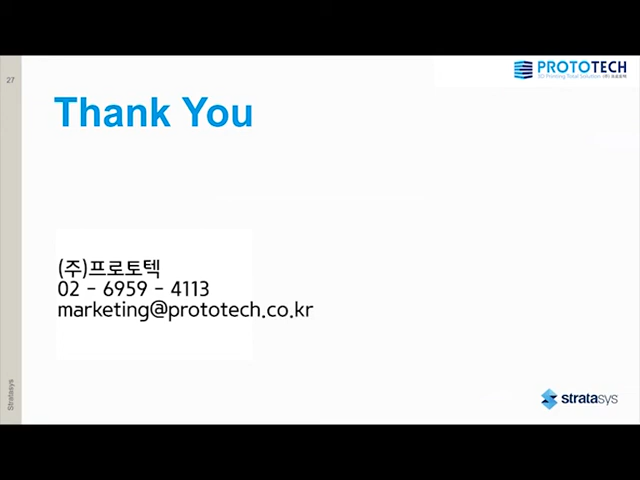 27
PROTOTECH
3D Printing Total Solution (주)프로토텍
Thank You
(주)프로토텍
02 - 6959 - 4113
marketing@prototech.co.kr
Stratasys
stratasys